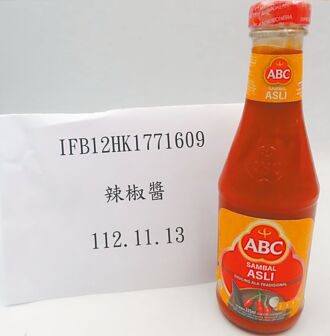 IFB12HK1771609
辣椒醬
112.11.13
ABC
SAMBAL
ASLI
ABC
SAMBAL
ASLI